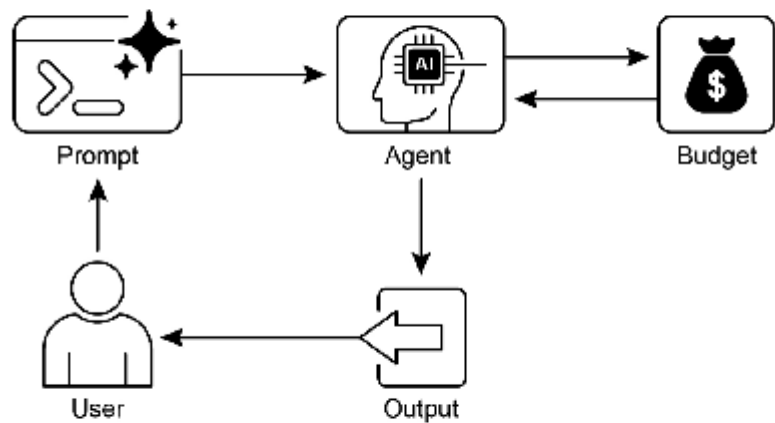 AI
$
Prompt
Agent
Budget
User
Output